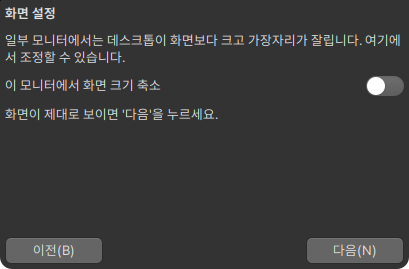 화면 설정
일부 모니터에서는 데스크톱이 화면보다 크고 가장자리가 잘립니다. 여기에
서 조정할 수 있습니다.
이 모니터에서 화면 크기 축소
화면이 제대로 보이면 '다음'을 누르세요.
이전(B)
다음(N)